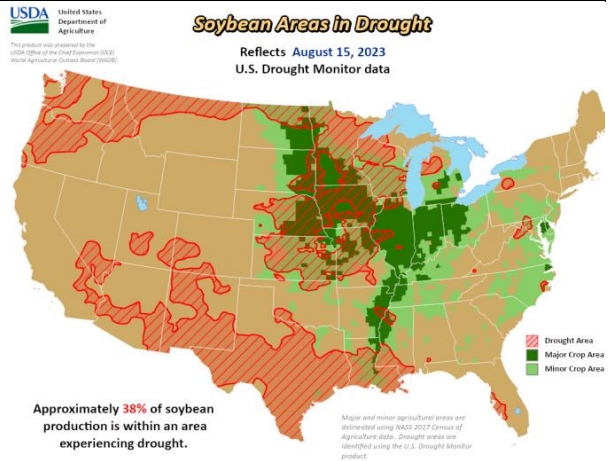 USDA
United States
Department of
Agriculture
This product was prepared by the
USDA Office of the Chief Economist (OCE)
World Agricultural Outlook Board (WAOB)
Soybean Areas in Drought
Reflects August 15, 2023
U.S. Drought Monitor data
Drought Area
Major Crop Area
Minor Crop Area
Approximately 38% of soybean
production is within an area
experiencing drought.
Major and minor agricultural areas are
delineated using NASS 2017 Census of
Agriculture data. Drought areas are
identified using the U.S. Drought Monitor
product.